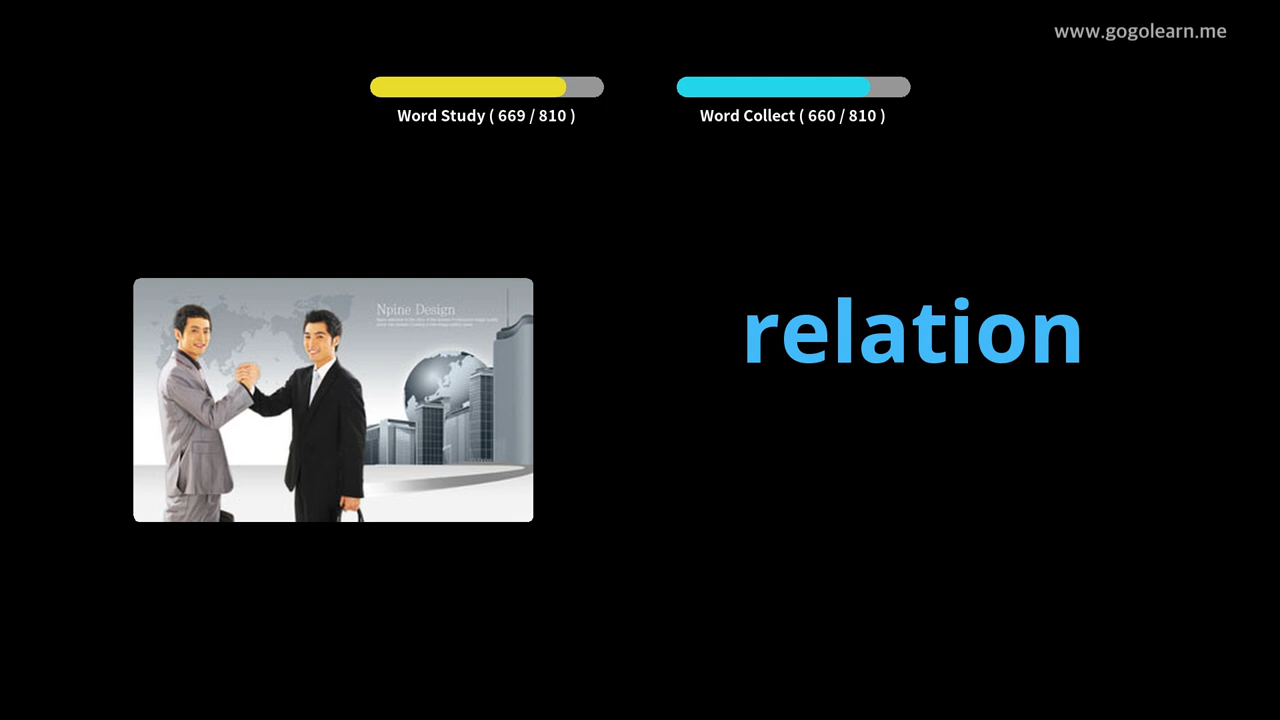 www.gogolearn.me
Word Study ( 669 / 810 )
Word Collect ( 660 / 810 )
Npine Design
relation